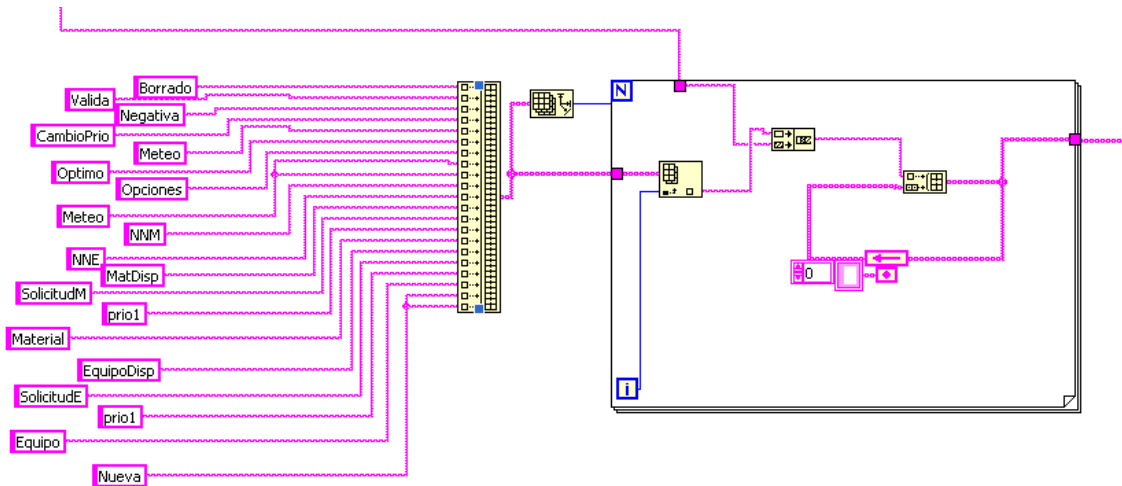 Borrado
Valida
Negativa
CambioPrio
Meteo
Optimo
Opciones
Meteo
NNM
NNE
MatDisp
SolicitudM
prio1
Material
EquipoDisp
SolicitudE
prio1
Equipo
Nueva
N
0
i